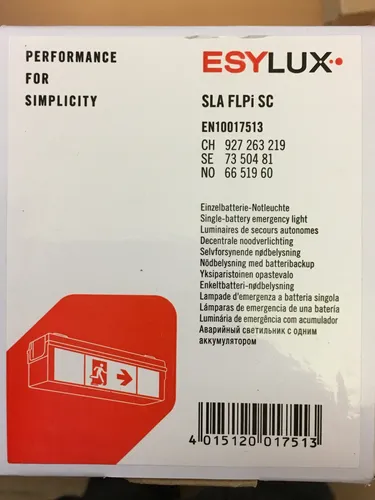 PERFORMANCE
FOR
SIMPLICITY
ESYLUX
SLA FLPi SC
EN10017513
CH 927 263 219
SE 73 504 81
NO 66 519 60
Einzelbatterie-Notleuchte
Single-battery emergency light
Luminaires de secours autonomes
Decentrale noodverlichting
Selvforsynende nødbelysning
Nödbelysning med batteribackup
Yksiparistoinen opastevalo
Enkeltbatteri-nødbelysning
Lampade d'emergenza a batteria singola
Lámparas de emergencia de una batería
Luminária de emergência com acumulador
Аварийный светильник с одним
аккумулятором
4 015120 017513